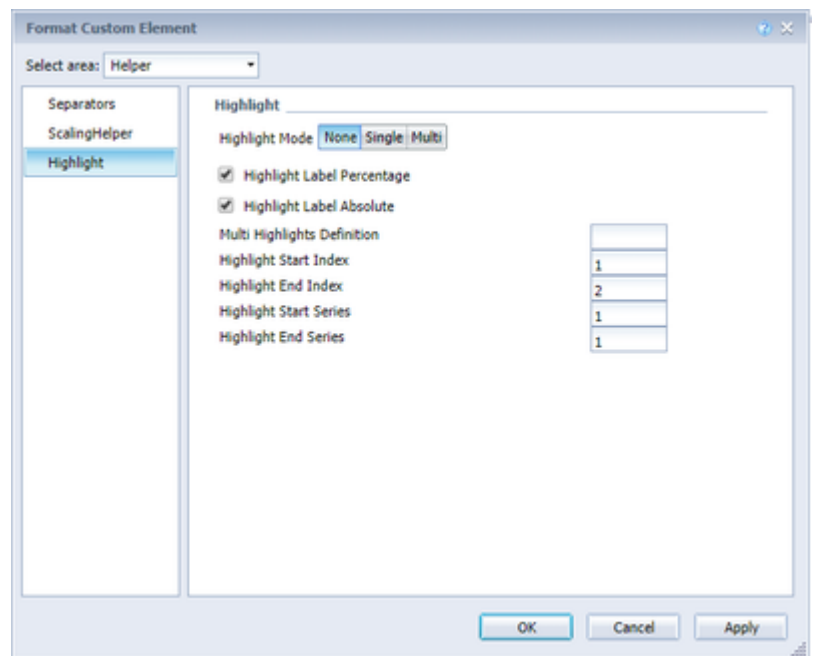 Format Custom Element
Select area: Helper
Separators
ScalingHelper
Highlight
Highlight
Highlight Mode None Single Multi
Highlight Label Percentage
Highlight Label Absolute
Multi Highlights Definition
Highlight Start Index 1
Highlight End Index 2
Highlight Start Series 1
Highlight End Series 1
OK Cancel Apply